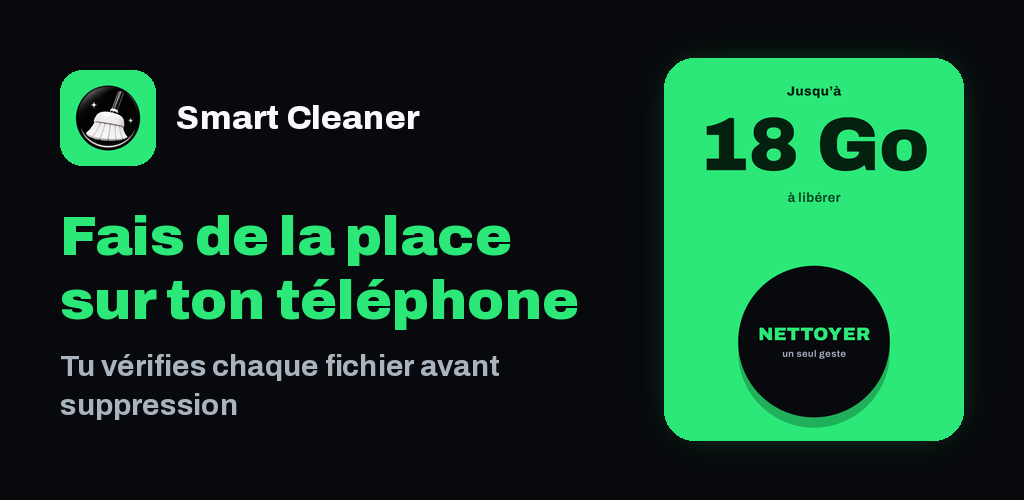 Smart Cleaner
Fais de la place
sur ton téléphone
Tu vérifies chaque fichier avant
suppression
Jusqu’à
18 Go
à libérer
NETTOYER
un seul geste